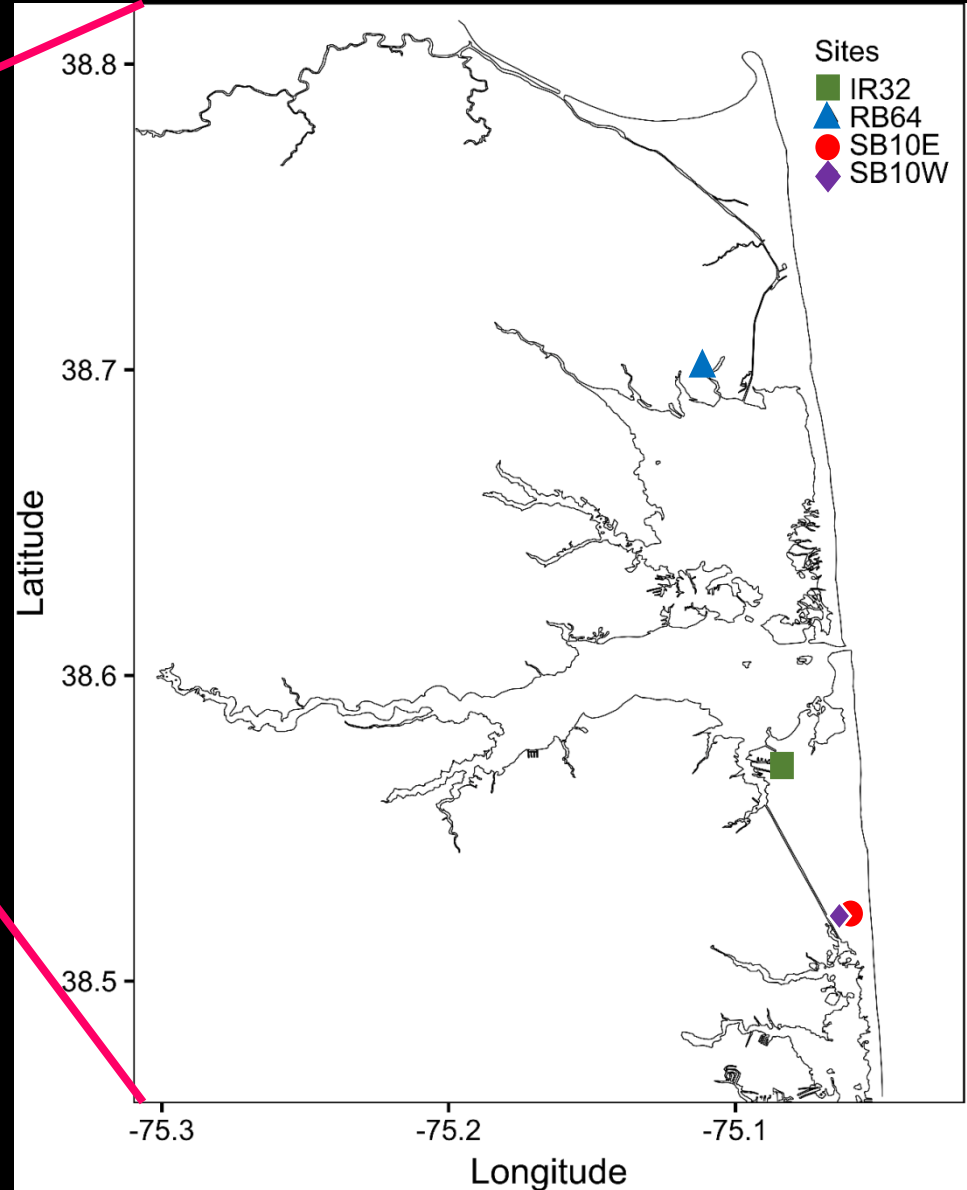 Sites
IR32
RB64
SB10E
SB10W
38.8
38.7
38.6
38.5
Latitude
-75.3
-75.2
-75.1
Longitude